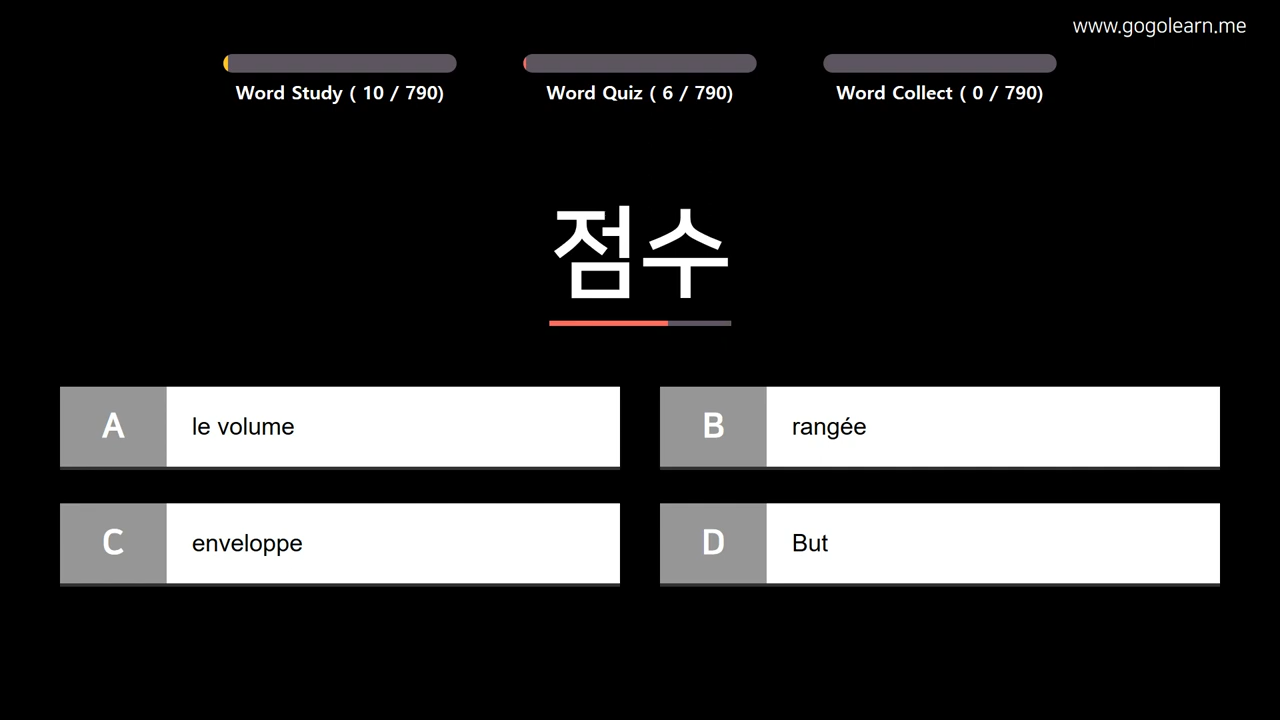 www.gogolearn.me
Word Study ( 10 / 790)
Word Quiz ( 6 / 790)
Word Collect ( 0 / 790)
점수
A le volume
B rangée
C enveloppe
D But